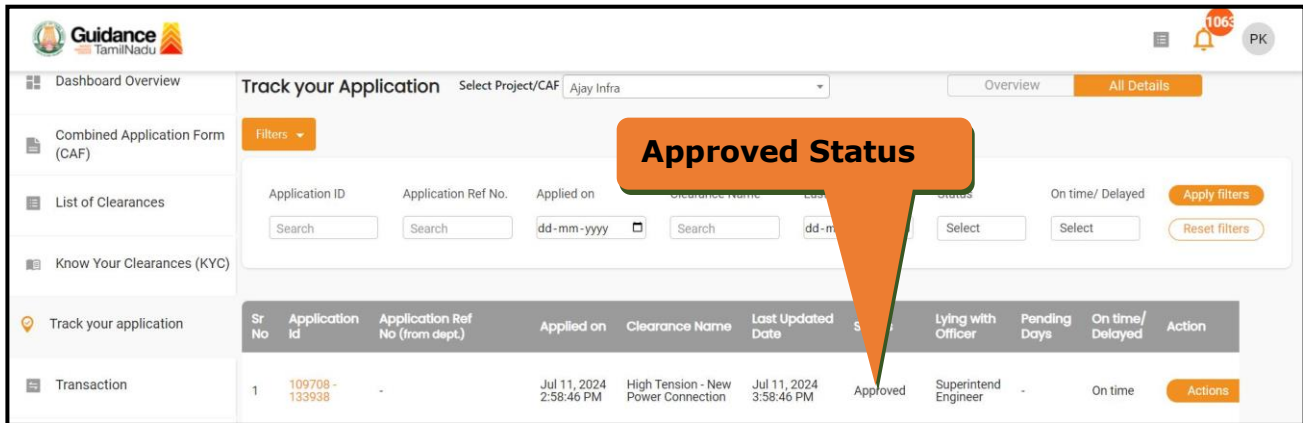 Guidance
TamilNadu
1063
PK
Dashboard Overview
Track your Application Select Project/CAF Ajay Infra Overview All Details
Combined Application Form
(CAF)
Filters
Approved Status
List of Clearances
Application ID Application Ref No. Applied on Clearance Name Status On time/ Delayed Apply filters
Search Search dd-mm-yyyy Search Select Select Reset filters
Know Your Clearances (KYC)
Track your application
Sr
No
Application
Id
Application Ref
No (from dept.)
Applied on
Clearance Name
Last Updated
Date
Lying with
Officer
Pending
Days
On time/
Delayed
Action
Transaction
1
109708 -
133938
-
Jul 11, 2024
2:58:46 PM
High Tension - New
Power Connection
Jul 11, 2024
3:58:46 PM
Approved
Superintend
Engineer
-
On time
Actions